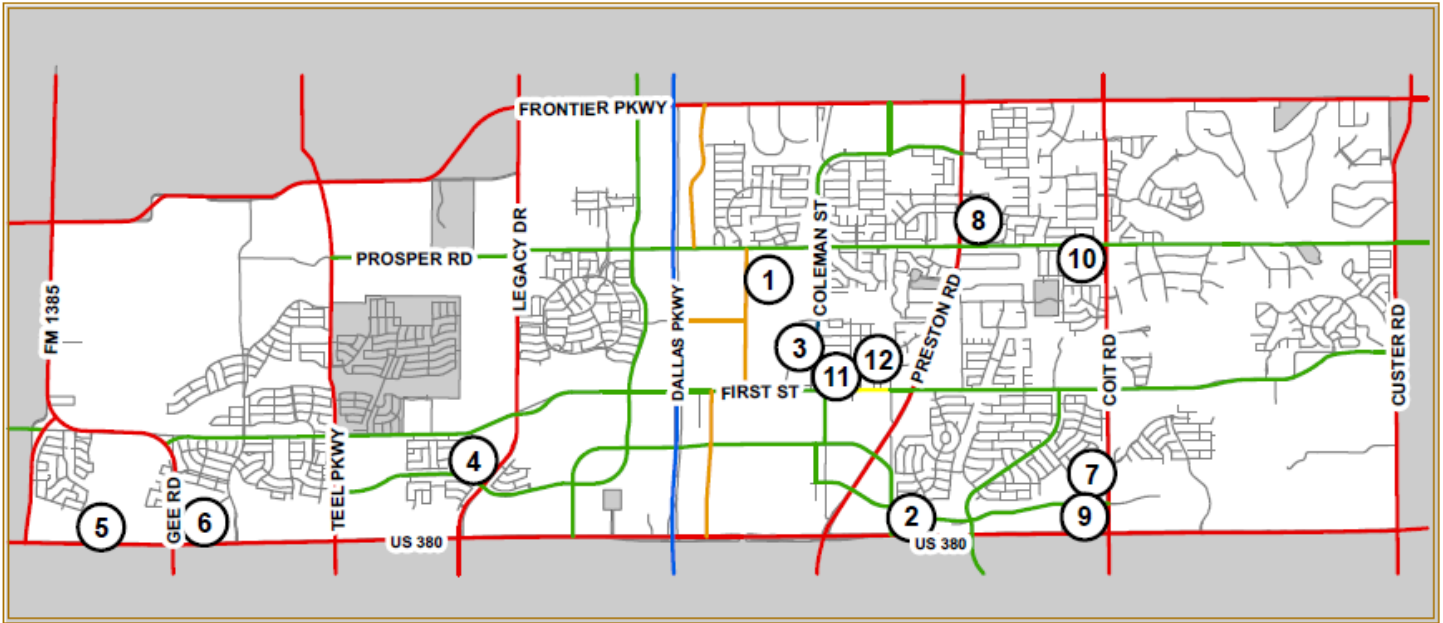 FRONTIER PKWY
8
PROSPER RD
LEGACY DR
COLEMAN ST
10
1
FM 1385
DALLAS PKWY
PRESTON RD
CUSTER RD
3
12
11
COIT RD
FIRST ST
4
TEEL PKWY
7
5
GEE RD
6
2
9
US 380
US 380